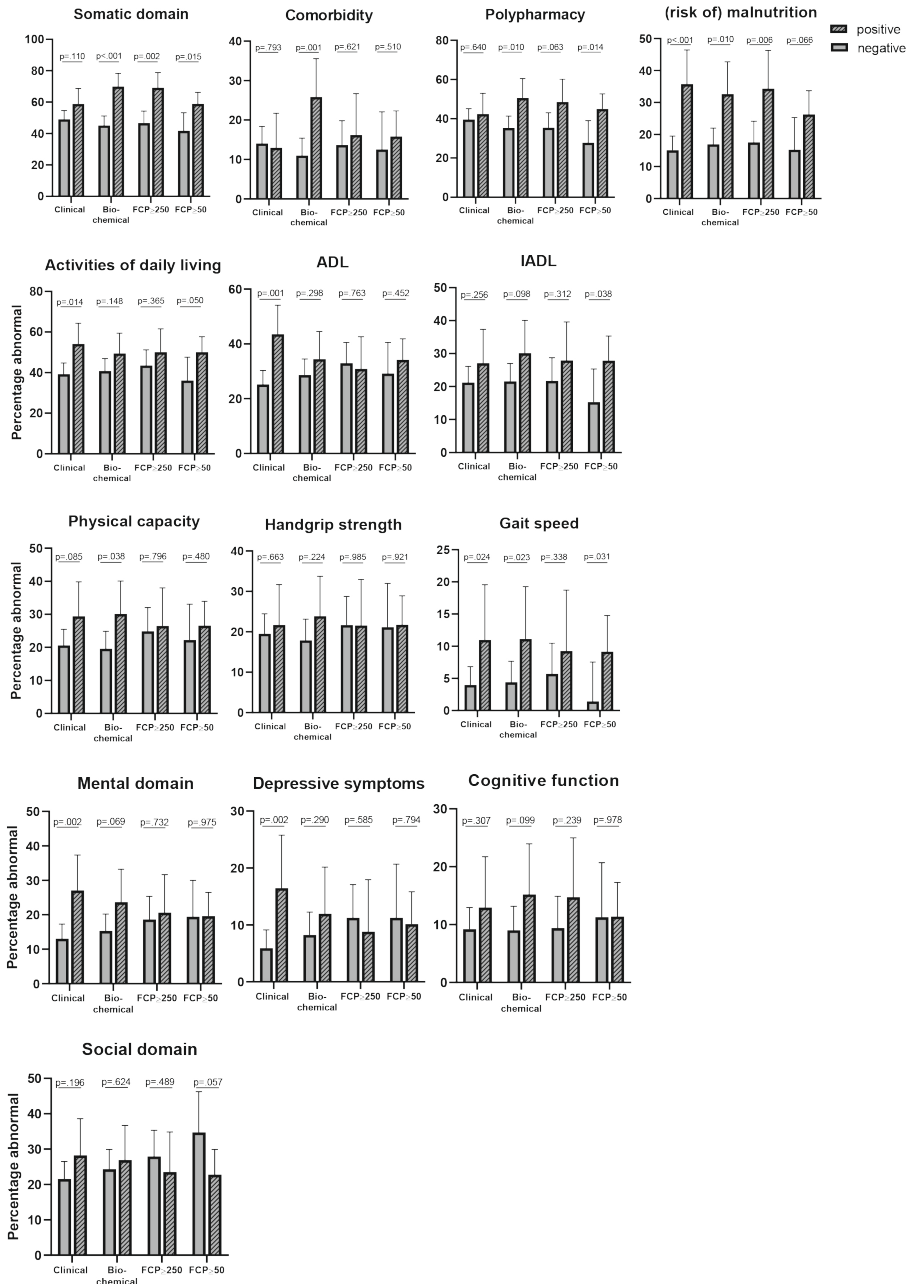 Somatic domain
p=.110 p<.001 p=.002 p=.015
100
80
60
40
20
0
Clinical Bio-chemical FCP≥250 FCP≥50
Comorbidity
p=.793 p=.001 p=.621 p=.510
40
30
20
10
0
Clinical Bio-chemical FCP≥250 FCP≥50
Polypharmacy
p=.640 p=.010 p=.063 p=.014
80
60
40
20
0
Clinical Bio-chemical FCP≥250 FCP≥50
(risk of) malnutrition
p<.001 p=.010 p=.006 p=.066
50
40
30
20
10
0
Clinical Bio-chemical FCP≥250 FCP≥50
positive
negative
Activities of daily living
Percentage abnormal
p=.014 p=.148 p=.365 p=.050
80
60
40
20
0
Clinical Bio-chemical FCP≥250 FCP≥50
ADL
p=.001 p=.298 p=.763 p=.452
60
40
20
0
Clinical Bio-chemical FCP≥250 FCP≥50
IADL
p=.256 p=.098 p=.312 p=.038
50
40
30
20
10
0
Clinical Bio-chemical FCP≥250 FCP≥50
Physical capacity
Percentage abnormal
p=.085 p=.038 p=.796 p=.480
50
40
30
20
10
0
Clinical Bio-chemical FCP≥250 FCP≥50
Handgrip strength
p=.663 p=.224 p=.985 p=.921
40
30
20
10
0
Clinical Bio-chemical FCP≥250 FCP≥50
Gait speed
p=.024 p=.023 p=.338 p=.031
25
20
15
10
5
0
Clinical Bio-chemical FCP≥250 FCP≥50
Mental domain
Percentage abnormal
p=.002 p=.069 p=.732 p=.975
50
40
30
20
10
0
Clinical Bio-chemical FCP≥250 FCP≥50
Depressive symptoms
p=.002 p=.290 p=.585 p=.794
30
20
10
0
Clinical Bio-chemical FCP≥250 FCP≥50
Cognitive function
p=.307 p=.099 p=.239 p=.978
30
20
10
0
Clinical Bio-chemical FCP≥250 FCP≥50
Social domain
Percentage abnormal
p=.196 p=.624 p=.489 p=.057
50
40
30
20
10
0
Clinical Bio-chemical FCP≥250 FCP≥50